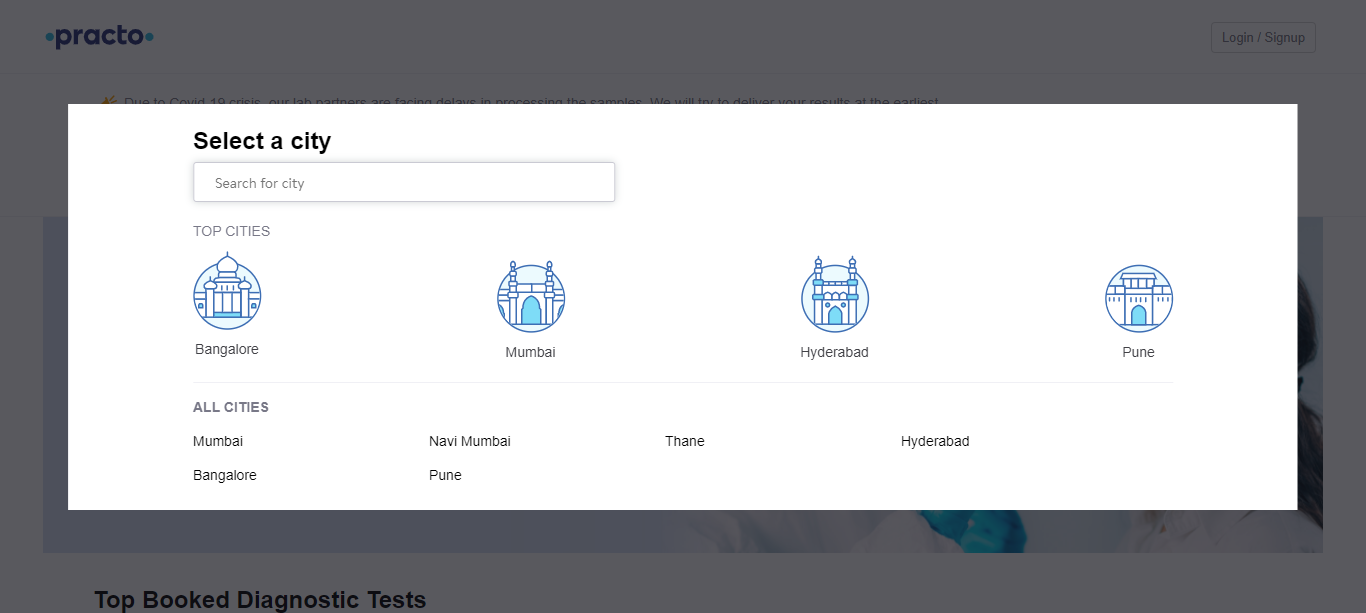 practo
Login / Signup
Due to Covid-19 crisis, our lab partners are facing delays in processing the samples. We will try to deliver your results at the earliest.
Select a city
Search for city
TOP CITIES
Bangalore Mumbai Hyderabad Pune
ALL CITIES
Mumbai Navi Mumbai Thane Hyderabad
Bangalore Pune
Top Booked Diagnostic Tests